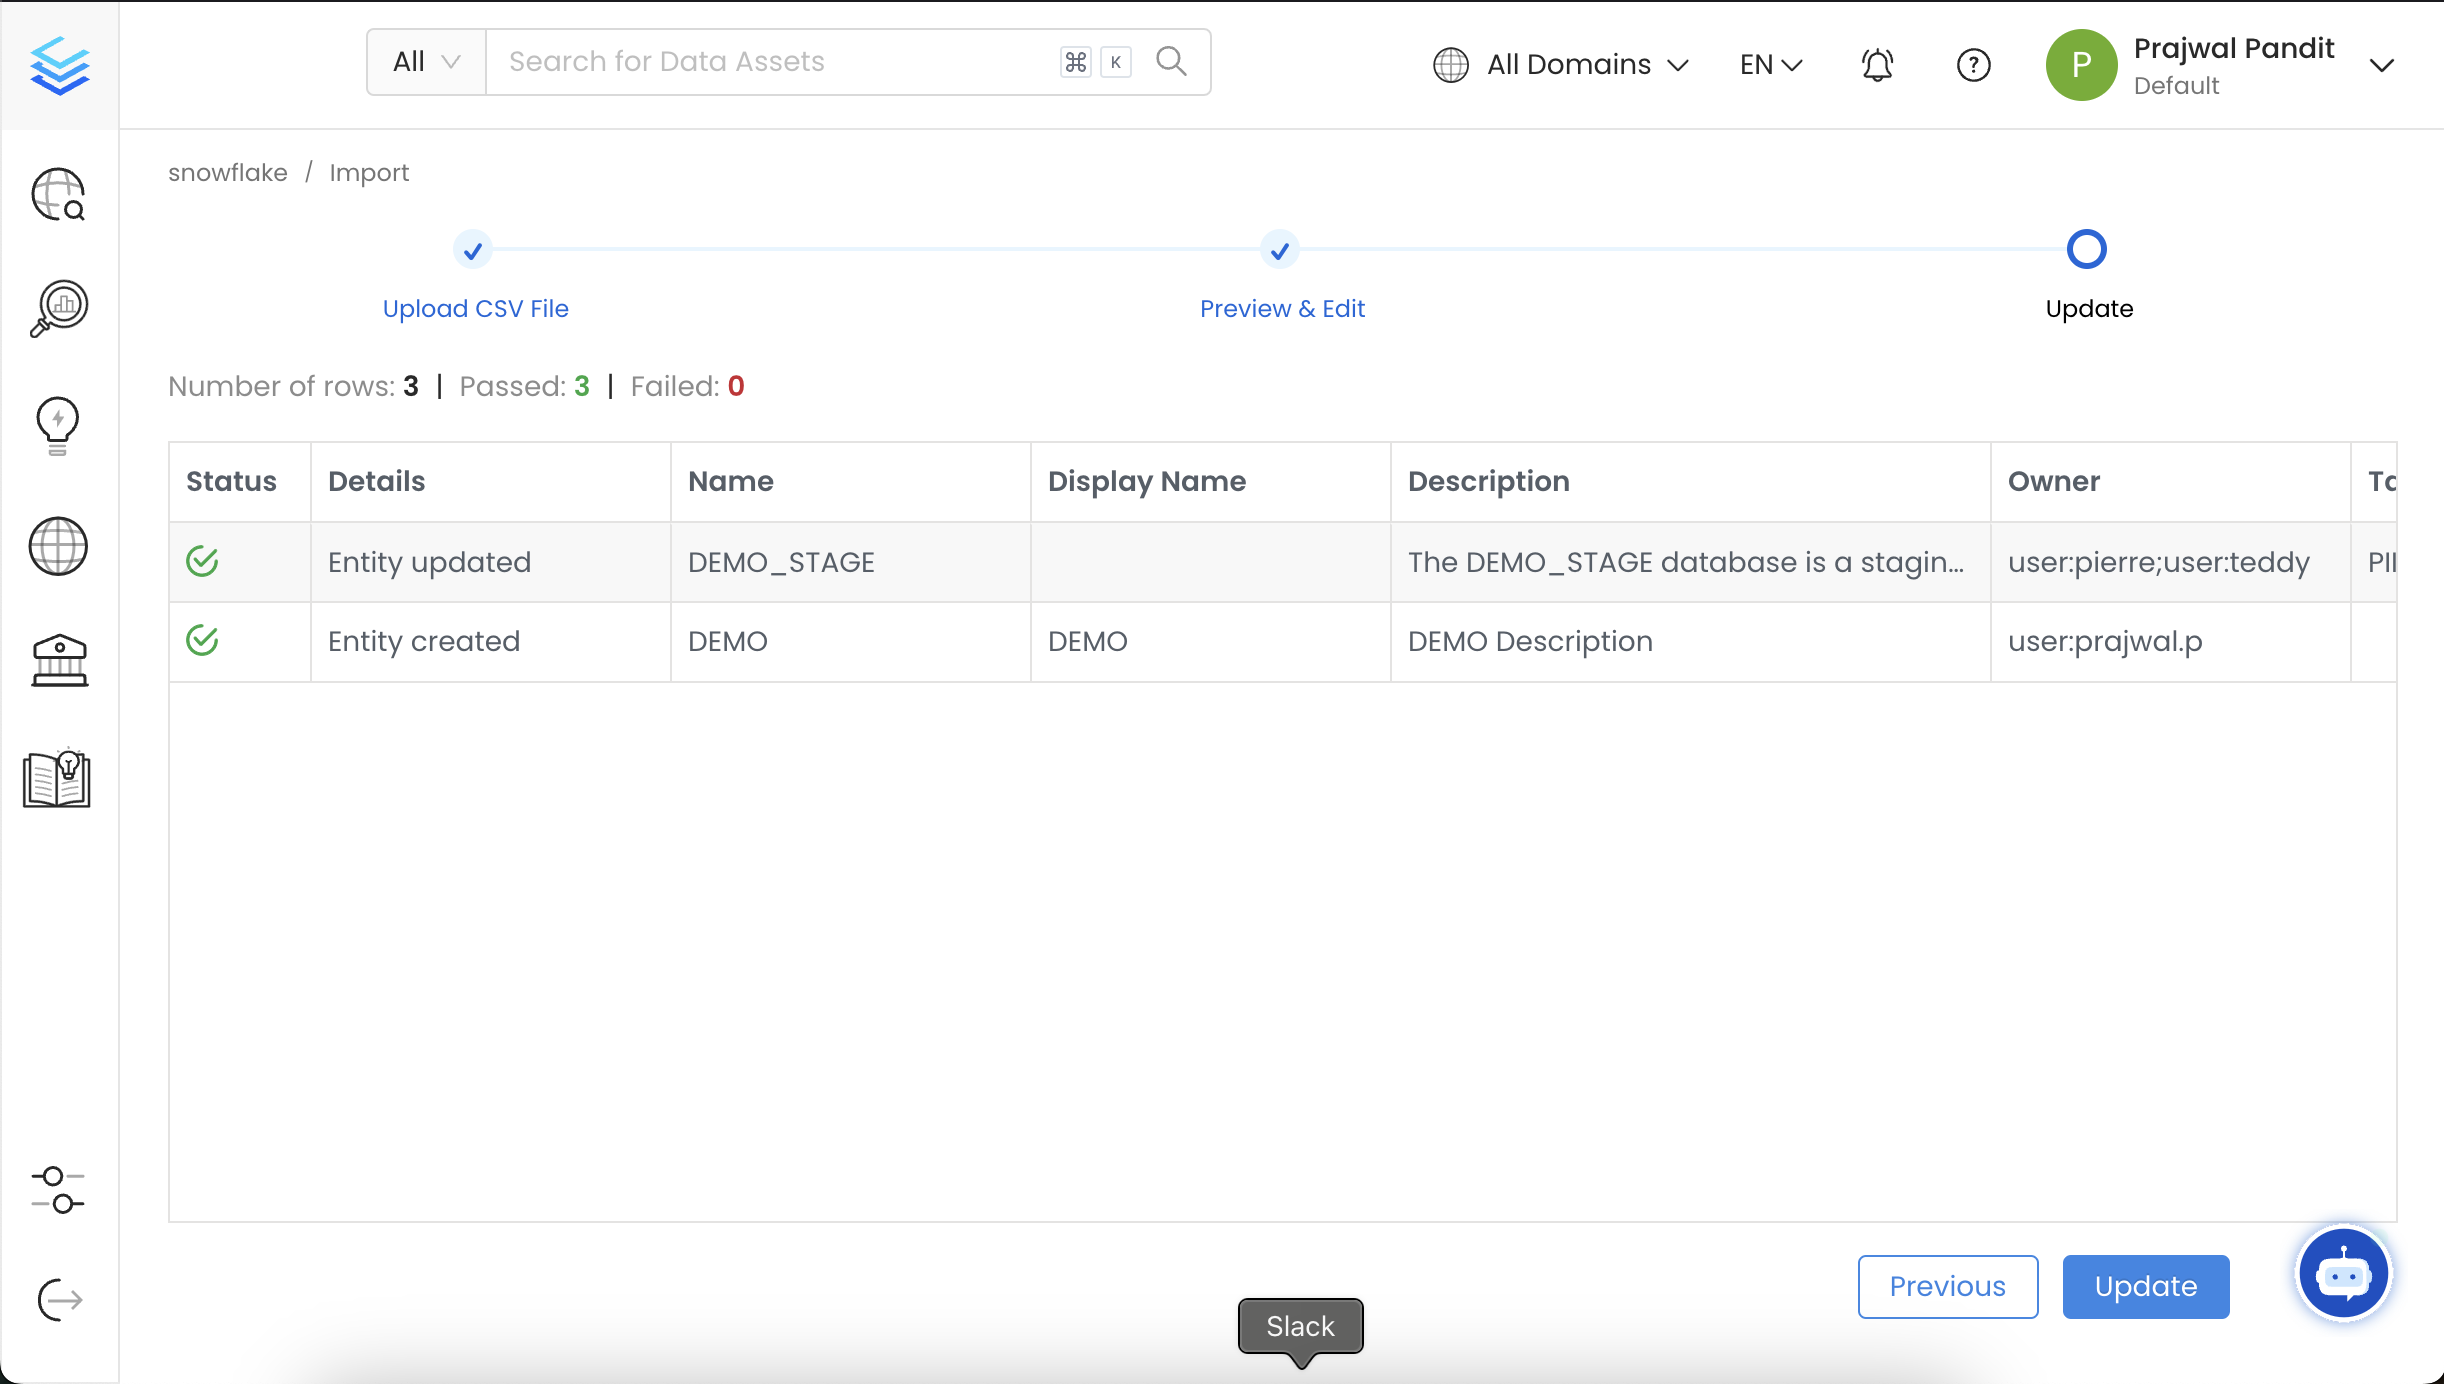 All
Search for Data Assets
⌘ K
All Domains
EN
?
P
Prajwal Pandit
Default
snowflake / Import
Upload CSV File
Preview & Edit
Update
Number of rows: 3 | Passed: 3 | Failed: 0
Status Details Name Display Name Description Owner Ta
Entity updated DEMO_STAGE The DEMO_STAGE database is a stagin... user:pierre;user:teddy PII
Entity created DEMO DEMO DEMO Description user:prajwal.p
Previous
Update
Slack